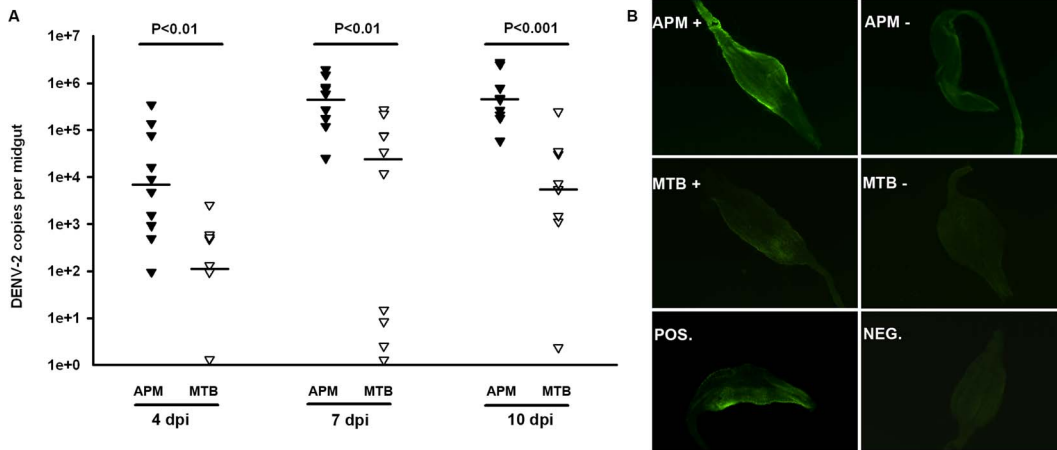 A
P<0.01
P<0.01
P<0.001
DENV-2 copies per midgut
1e+7
1e+6
1e+5
1e+4
1e+3
1e+2
1e+1
1e+0
APM MTB APM MTB APM MTB
4 dpi 7 dpi 10 dpi
B
APM + APM -
MTB + MTB -
POS. NEG.